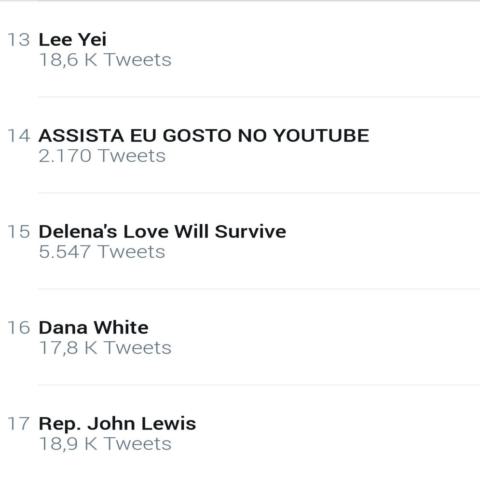 13 Lee Yei
18,6 K Tweets
14 ASSISTA EU GOSTO NO YOUTUBE
2.170 Tweets
15 Delena's Love Will Survive
5.547 Tweets
16 Dana White
17,8 K Tweets
17 Rep. John Lewis
18,9 K Tweets